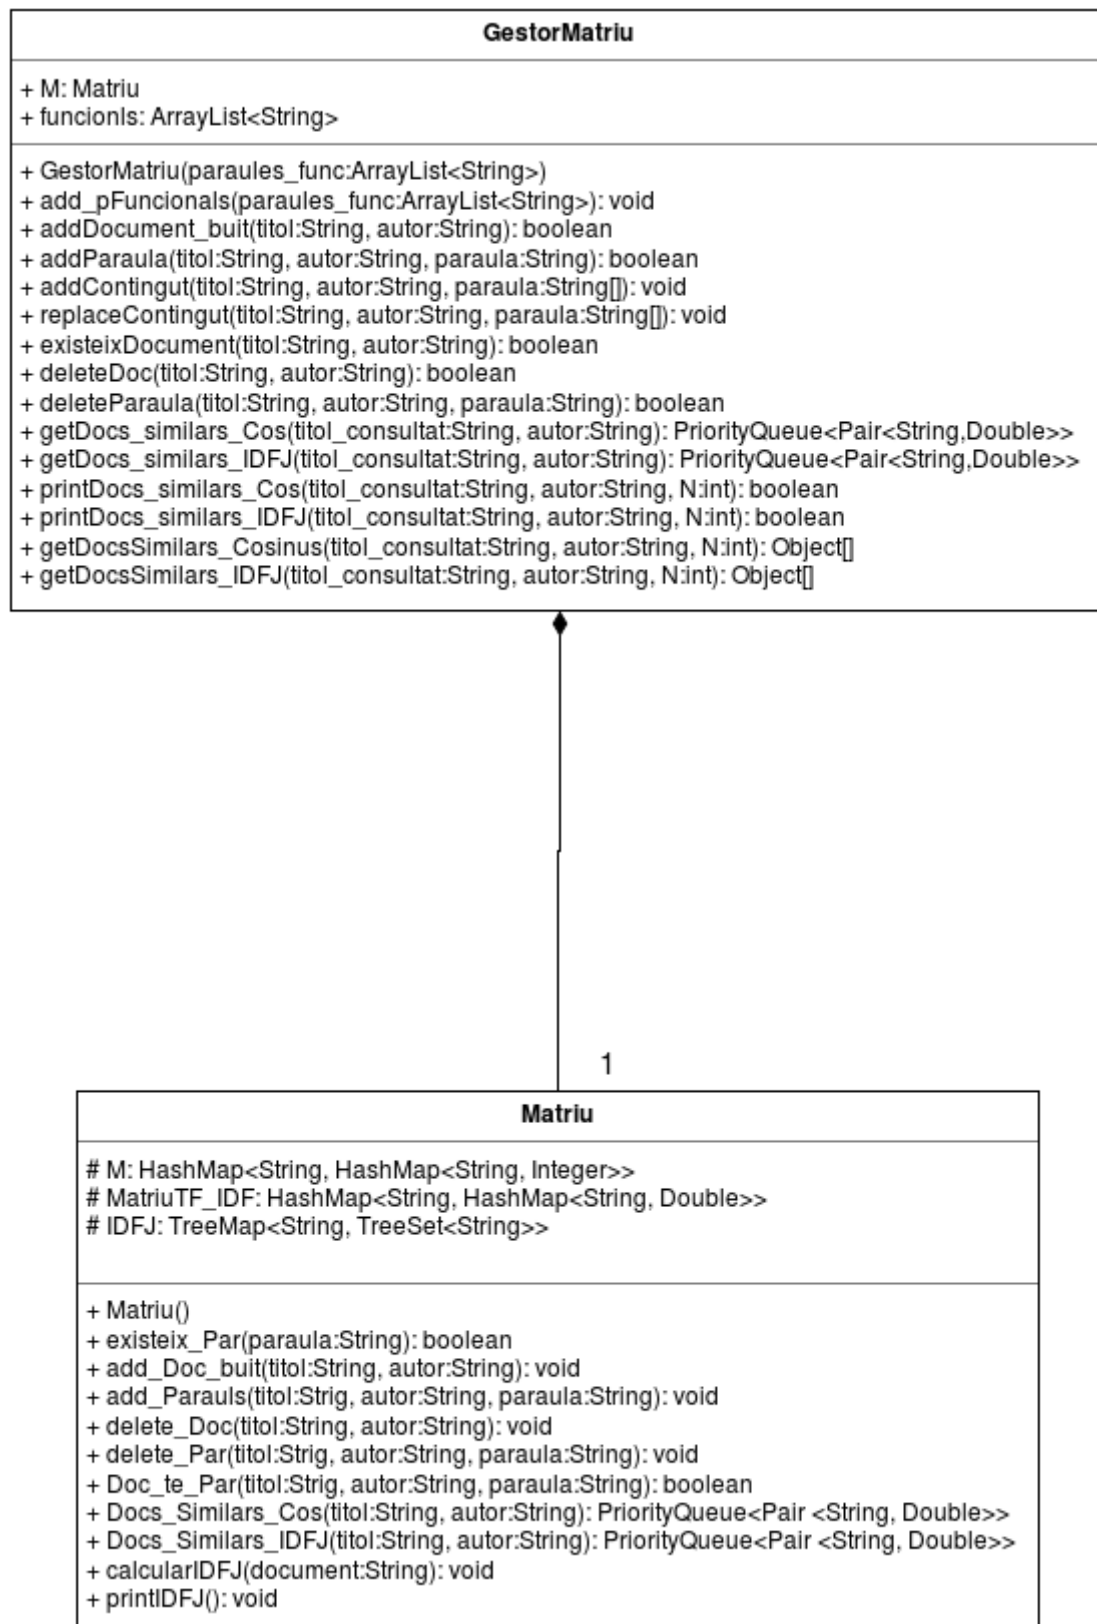 GestorMatriu
+ M: Matriu
+ funcionls: ArrayList<String>
+ GestorMatriu(paraules_func:ArrayList<String>)
+ add_pFuncionals(paraules_func:ArrayList<String>): void
+ addDocument_buit(titol:String, autor:String): boolean
+ addParaula(titol:String, autor:String, paraula:String): boolean
+ addContingut(titol:String, autor:String, paraula:String[]): void
+ replaceContingut(titol:String, autor:String, paraula:String[]): void
+ existeixDocument(titol:String, autor:String): boolean
+ deleteDoc(titol:String, autor:String): boolean
+ deleteParaula(titol:String, autor:String, paraula:String): boolean
+ getDocs_similars_Cos(titol_consultat:String, autor:String): PriorityQueue<Pair<String,Double>>
+ getDocs_similars_IDFJ(titol_consultat:String, autor:String): PriorityQueue<Pair<String,Double>>
+ printDocs_similars_Cos(titol_consultat:String, autor:String, N:int): boolean
+ printDocs_similars_IDFJ(titol_consultat:String, autor:String, N:int): boolean
+ getDocsSimilars_Cosinus(titol_consultat:String, autor:String, N:int): Object[]
+ getDocsSimilars_IDFJ(titol_consultat:String, autor:String, N:int): Object[]
1
Matriu
# M: HashMap<String, HashMap<String, Integer>>
# MatriuTF_IDF: HashMap<String, HashMap<String, Double>>
# IDFJ: TreeMap<String, TreeSet<String>>
+ Matriu()
+ existeix_Par(paraula:String): boolean
+ add_Doc_buit(titol:String, autor:String): void
+ add_Parauls(titol:Strig, autor:String, paraula:String): void
+ delete_Doc(titol:String, autor:String): void
+ delete_Par(titol:Strig, autor:String, paraula:String): void
+ Doc_te_Par(titol:Strig, autor:String, paraula:String): boolean
+ Docs_Similars_Cos(titol:String, autor:String): PriorityQueue<Pair <String, Double>>
+ Docs_Similars_IDFJ(titol:String, autor:String): PriorityQueue<Pair <String, Double>>
+ calcularIDFJ(document:String): void
+ printIDFJ(): void